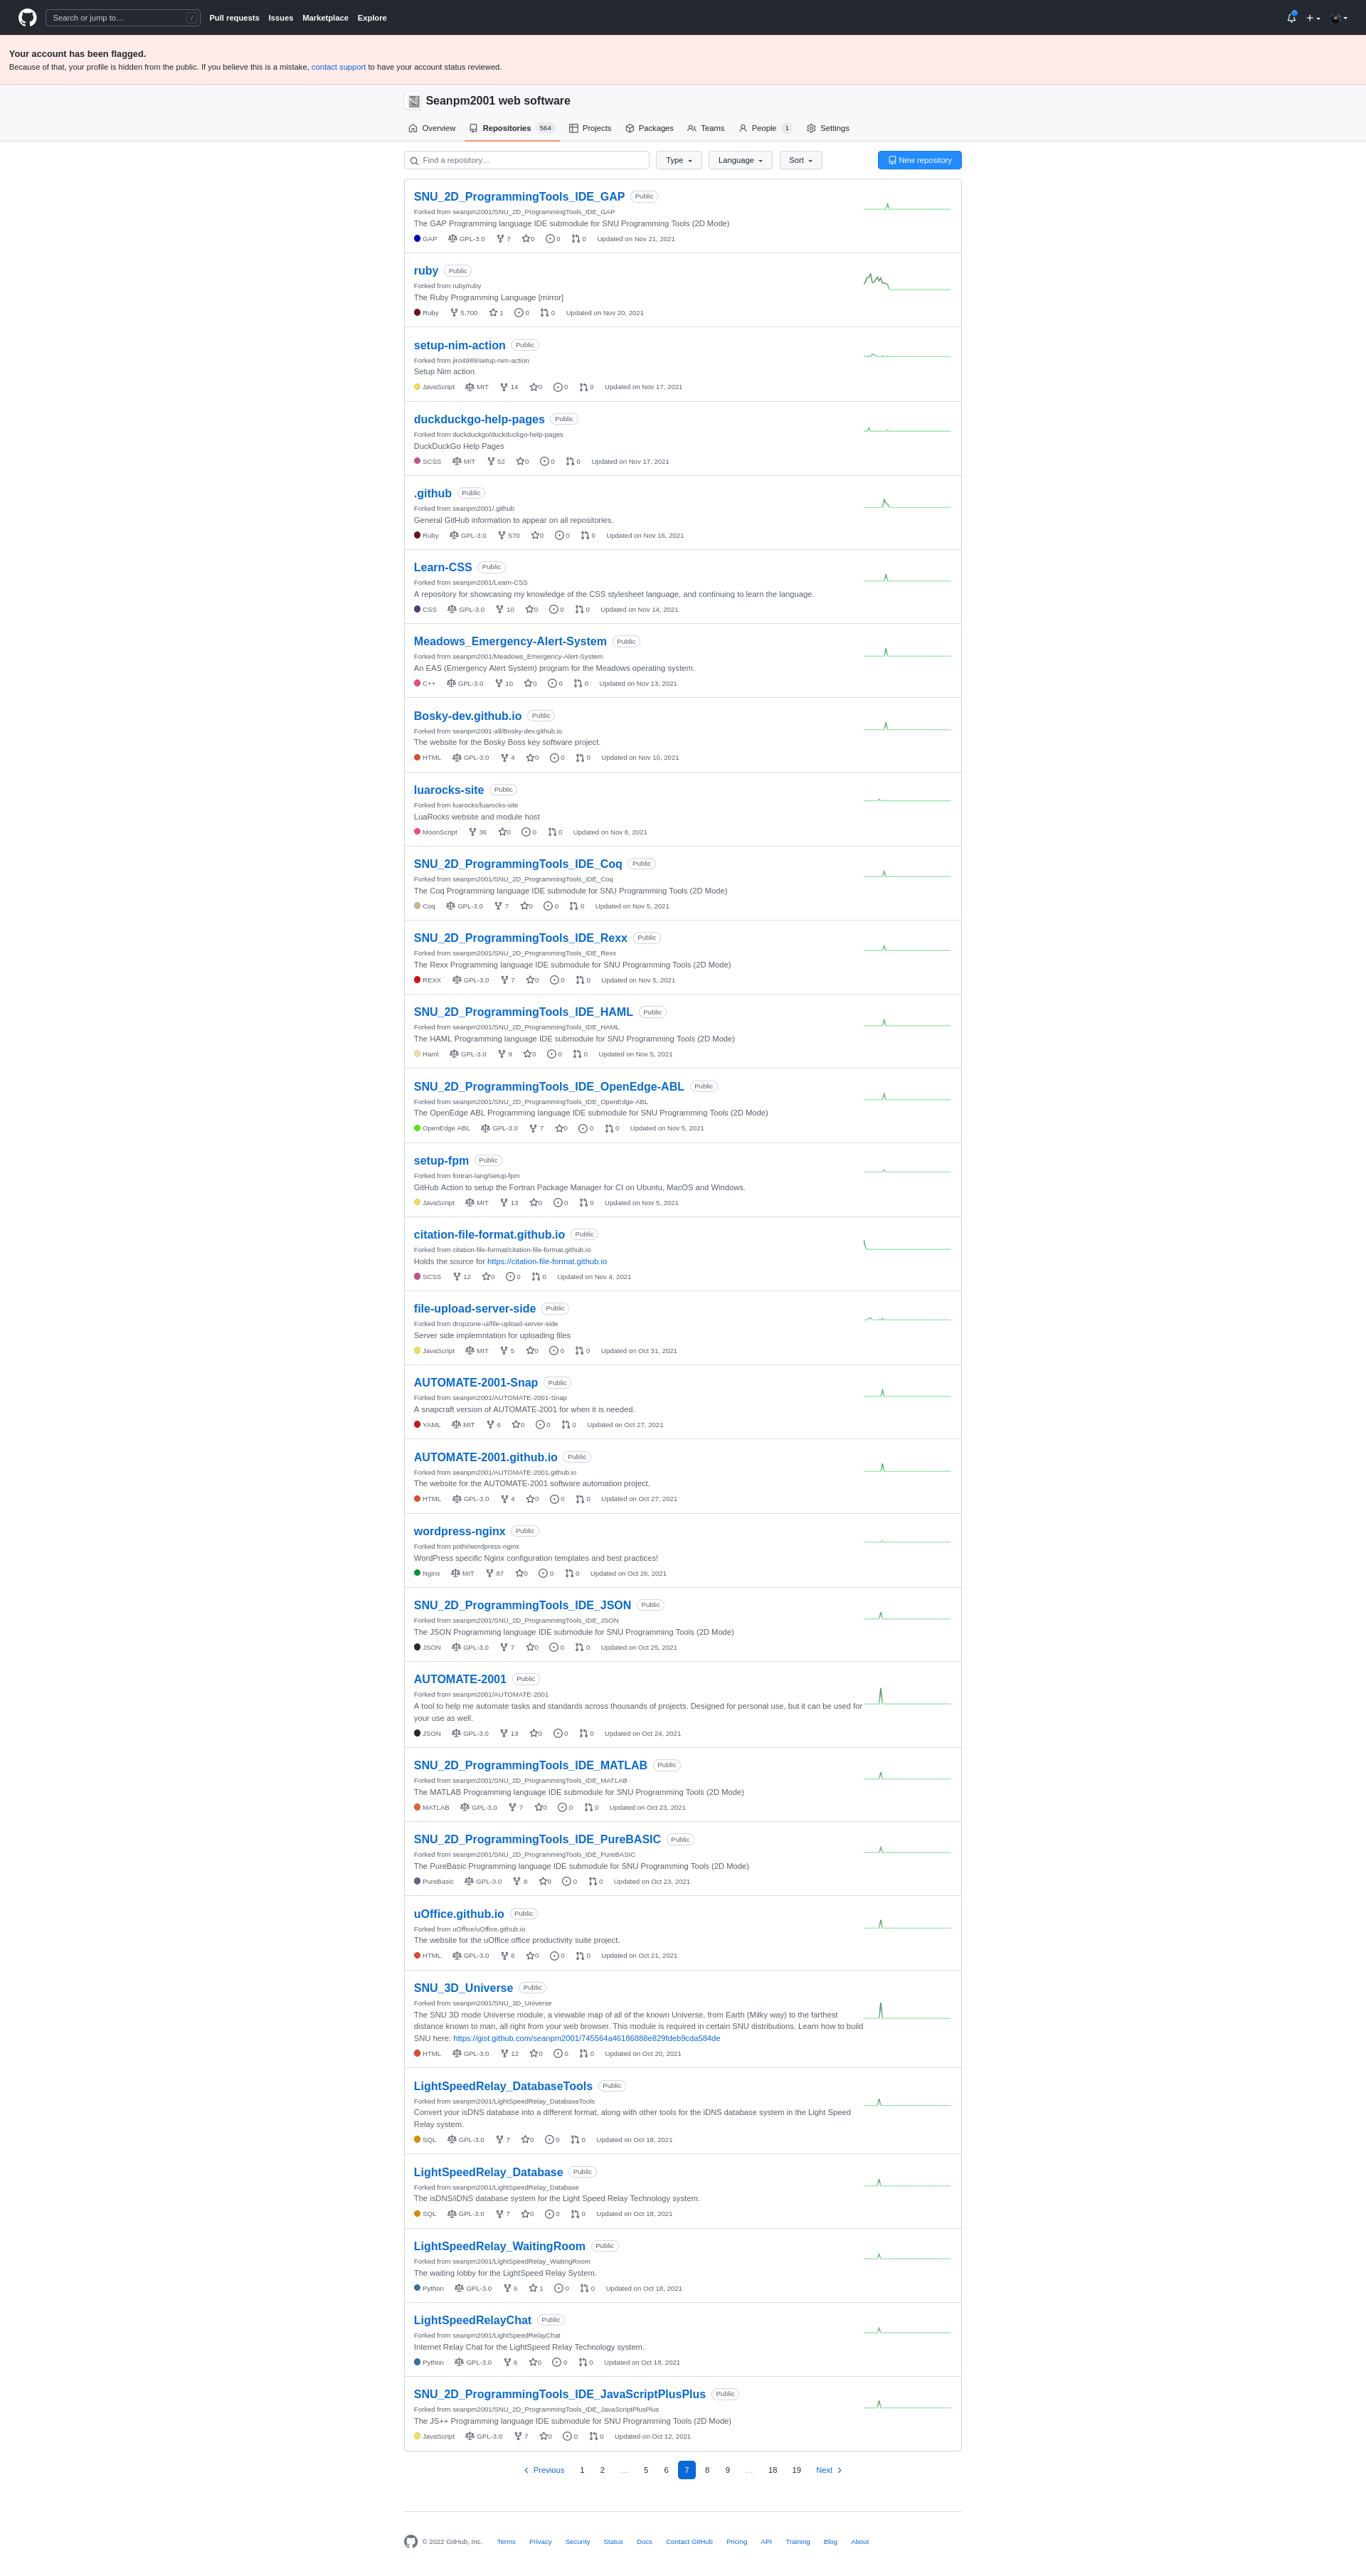 Search or jump to… /
Pull requests Issues Marketplace Explore
Your account has been flagged.
Because of that, your profile is hidden from the public. If you believe this is a mistake, contact support to have your account status reviewed.
Seanpm2001 web software
Overview Repositories 564 Projects Packages Teams People 1 Settings
Find a repository… Type Language Sort New repository
SNU_2D_ProgrammingTools_IDE_GAP Public
Forked from seanpm2001/SNU_2D_Programming_Tools_IDE_GAP
The GAP Programming language IDE submodule for SNU Programming Tools (2D Mode)
GAP GPL-3.0 7 0 0 0 Updated on Nov 21, 2021
ruby Public
Forked from ruby/ruby
The Ruby Programming Language [mirror]
Ruby 5,700 1 0 0 Updated on Nov 20, 2021
setup-nim-action Public
Forked from jiro4989/setup-nim-action
Setup Nim action
JavaScript MIT 14 0 0 0 Updated on Nov 17, 2021
duckduckgo-help-pages Public
Forked from duckduckgo/duckduckgo-help-pages
DuckDuckGo Help Pages
SCSS MIT 52 0 0 0 Updated on Nov 17, 2021
.github Public
Forked from seanpm2001/.github
General GitHub information to appear on all repositories.
Ruby GPL-3.0 570 0 0 0 Updated on Nov 16, 2021
Learn-CSS Public
Forked from seanpm2001/Learn-CSS
A repository for showcasing my knowledge of the CSS stylesheet language, and continuing to learn the language.
CSS GPL-3.0 10 0 0 0 Updated on Nov 14, 2021
Meadows_Emergency-Alert-System Public
Forked from seanpm2001/Meadows_Emergency-Alert-System
An EAS (Emergency Alert System) program for the Meadows operating system.
C++ GPL-3.0 10 0 0 0 Updated on Nov 13, 2021
Bosky-dev.github.io Public
Forked from seanpm2001-all/Bosky-dev.github.io
The website for the Bosky Boss key software project.
HTML GPL-3.0 4 0 0 0 Updated on Nov 10, 2021
luarocks-site Public
Forked from luarocks/luarocks-site
LuaRocks website and module host
MoonScript 36 0 0 0 Updated on Nov 8, 2021
SNU_2D_ProgrammingTools_IDE_Coq Public
Forked from seanpm2001/SNU_2D_ProgrammingTools_IDE_Coq
The Coq Programming language IDE submodule for SNU Programming Tools (2D Mode)
Coq GPL-3.0 7 0 0 0 Updated on Nov 5, 2021
SNU_2D_ProgrammingTools_IDE_Rexx Public
Forked from seanpm2001/SNU_2D_ProgrammingTools_IDE_Rexx
The Rexx Programming language IDE submodule for SNU Programming Tools (2D Mode)
REXX GPL-3.0 7 0 0 0 Updated on Nov 5, 2021
SNU_2D_ProgrammingTools_IDE_HAML Public
Forked from seanpm2001/SNU_2D_ProgrammingTools_IDE_HAML
The HAML Programming language IDE submodule for SNU Programming Tools (2D Mode)
Haml GPL-3.0 9 0 0 0 Updated on Nov 5, 2021
SNU_2D_ProgrammingTools_IDE_OpenEdge-ABL Public
Forked from seanpm2001/SNU_2D_ProgrammingTools_IDE_OpenEdge-ABL
The OpenEdge ABL Programming language IDE submodule for SNU Programming Tools (2D Mode)
OpenEdge ABL GPL-3.0 7 0 0 0 Updated on Nov 5, 2021
setup-fpm Public
Forked from fortran-lang/setup-fpm
GitHub Action to setup the Fortran Package Manager for CI on Ubuntu, MacOS and Windows.
JavaScript MIT 13 0 0 0 Updated on Nov 5, 2021
citation-file-format.github.io Public
Forked from citation-file-format/citation-file-format.github.io
Holds the source for https://citation-file-format.github.io
SCSS 12 0 0 0 Updated on Nov 4, 2021
file-upload-server-side Public
Forked from dropzone-ui/file-upload-server-side
Server side implemntation for uploading files
JavaScript MIT 5 0 0 0 Updated on Oct 31, 2021
AUTOMATE-2001-Snap Public
Forked from seanpm2001/AUTOMATE-2001-Snap
A snapcraft version of AUTOMATE-2001 for when it is needed.
YAML MIT 6 0 0 0 Updated on Oct 27, 2021
AUTOMATE-2001.github.io Public
Forked from seanpm2001/AUTOMATE-2001.github.io
The website for the AUTOMATE-2001 software automation project.
HTML GPL-3.0 4 0 0 0 Updated on Oct 27, 2021
wordpress-nginx Public
Forked from pothi/wordpress-nginx
WordPress specific Nginx configuration templates and best practices!
Nginx MIT 87 0 0 0 Updated on Oct 26, 2021
SNU_2D_ProgrammingTools_IDE_JSON Public
Forked from seanpm2001/SNU_2D_ProgrammingTools_IDE_JSON
The JSON Programming language IDE submodule for SNU Programming Tools (2D Mode)
JSON GPL-3.0 7 0 0 0 Updated on Oct 25, 2021
AUTOMATE-2001 Public
Forked from seanpm2001/AUTOMATE-2001
A tool to help me automate tasks and standards across thousands of projects. Designed for personal use, but it can be used for
your use as well.
JSON GPL-3.0 13 0 0 0 Updated on Oct 24, 2021
SNU_2D_ProgrammingTools_IDE_MATLAB Public
Forked from seanpm2001/SNU_2D_ProgrammingTools_IDE_MATLAB
The MATLAB Programming language IDE submodule for SNU Programming Tools (2D Mode)
MATLAB GPL-3.0 7 0 0 0 Updated on Oct 23, 2021
SNU_2D_ProgrammingTools_IDE_PureBASIC Public
Forked from seanpm2001/SNU_2D_ProgrammingTools_IDE_PureBASIC
The PureBasic Programming language IDE submodule for SNU Programming Tools (2D Mode)
PureBasic GPL-3.0 8 0 0 0 Updated on Oct 23, 2021
uOffice.github.io Public
Forked from uOffice/uOffice.github.io
The website for the uOffice office productivity suite project.
HTML GPL-3.0 6 0 0 0 Updated on Oct 21, 2021
SNU_3D_Universe Public
Forked from seanpm2001/SNU_3D_Universe
The SNU 3D mode Universe module, a viewable map of all of the known Universe, from Earth (Milky way) to the farthest
distance known to man, all right from your web browser. This module is required in certain SNU distributions. Learn how to build
SNU here: https://gist.github.com/seanpm2001/745564a46186888e829fdeb9cda584de
HTML GPL-3.0 12 0 0 0 Updated on Oct 20, 2021
LightSpeedRelay_DatabaseTools Public
Forked from seanpm2001/LightSpeedRelay_DatabaseTools
Convert your isDNS database into a different format, along with other tools for the iDNS database system in the Light Speed
Relay system.
SQL GPL-3.0 7 0 0 0 Updated on Oct 18, 2021
LightSpeedRelay_Database Public
Forked from seanpm2001/LightSpeedRelay_Database
The isDNS/iDNS database system for the Light Speed Relay Technology system.
SQL GPL-3.0 7 0 0 0 Updated on Oct 18, 2021
LightSpeedRelay_WaitingRoom Public
Forked from seanpm2001/LightSpeedRelay_WaitingRoom
The waiting lobby for the LightSpeed Relay System.
Python GPL-3.0 6 1 0 0 Updated on Oct 18, 2021
LightSpeedRelayChat Public
Forked from seanpm2001/LightSpeedRelayChat
Internet Relay Chat for the LightSpeed Relay Technology system.
Python GPL-3.0 6 0 0 0 Updated on Oct 18, 2021
SNU_2D_ProgrammingTools_IDE_JavaScriptPlusPlus Public
Forked from seanpm2001/SNU_2D_ProgrammingTools_IDE_JavaScriptPlusPlus
The JS++ Programming language IDE submodule for SNU Programming Tools (2D Mode)
JavaScript GPL-3.0 7 0 0 0 Updated on Oct 12, 2021
Previous 1 2 … 5 6 7 8 9 … 18 19 Next
© 2022 GitHub, Inc. Terms Privacy Security Status Docs Contact GitHub Pricing API Training Blog About